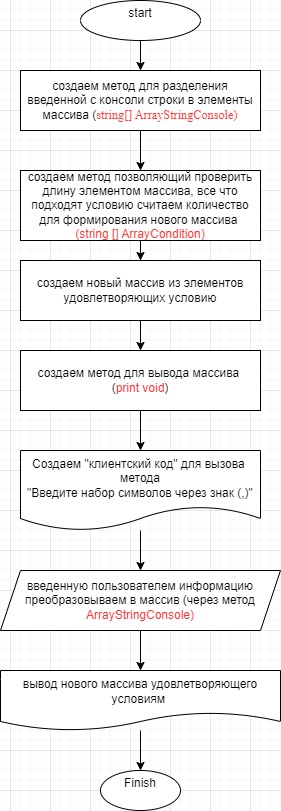 start
создаем метод для разделения
введенной с консоли строки в элементы
массива (string[] ArrayStringConsole)
создаем метод позволяющий проверить
длину элементом массива, все что
подходят условию считаем количество
для формирования нового массива
(string [] ArrayCondition)
создаем новый массив из элементов
удовлетворяющих условию
создаем метод для вывода массива
(print void)
Создаем "клиентский код" для вызова
метода
"Введите набор символов через знак (,)"
введенную пользователем информацию
преобразовываем в массив (через метод
ArrayStringConsole)
вывод нового массива удовлетворяющего
условиям
Finish